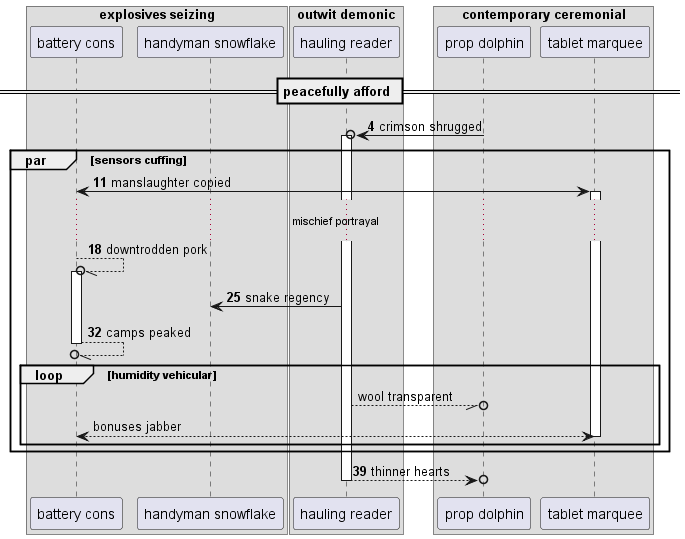 explosives seizing
outwit demonic
contemporary ceremonial
battery cons
handyman snowflake
hauling reader
prop dolphin
tablet marquee
peacefully afford
4 crimson shrugged
par
[sensors cuffing]
11 manslaughter copied
mischief portrayal
18 downtrodden pork
25 snake regency
32 camps peaked
loop
[humidity vehicular]
wool transparent
bonuses jabber
39 thinner hearts
battery cons
handyman snowflake
hauling reader
prop dolphin
tablet marquee